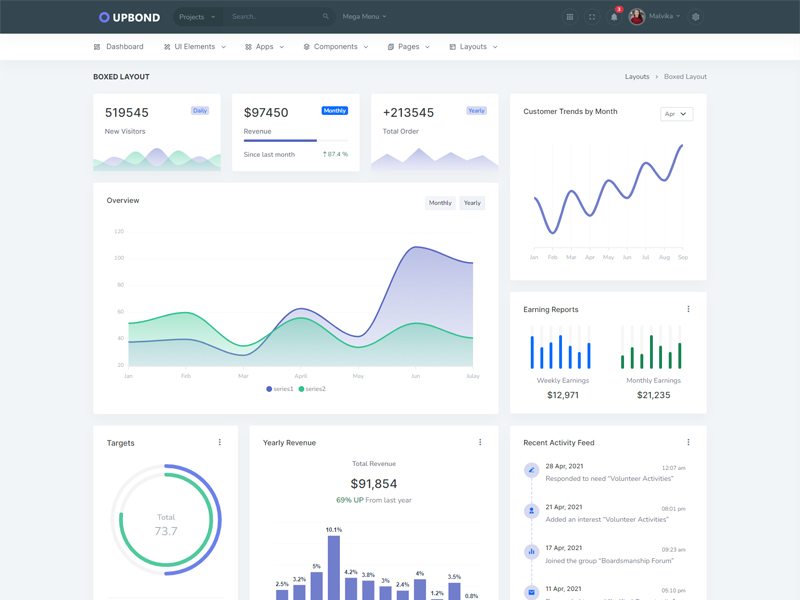 UPBOND
Projects
Search..
Mega Menu
3
Malvika
Dashboard
UI Elements
Apps
Components
Pages
Layouts
BOXED LAYOUT
Layouts > Boxed Layout
519545
Daily
New Visitors
$97450
Monthly
Revenue
Since last month
↑87.4 %
+213545
Yearly
Total Order
Customer Trends by Month
Apr
Jan Feb Mar Apr May Jun Jul Aug Sep
Overview
Monthly
Yearly
120
100
80
60
40
20
Jan Feb Mar April May Jun Julay
series1 series2
Earning Reports
Weekly Earnings
$12,971
Monthly Earnings
$21,235
Targets
Total
73.7
Yearly Revenue
Total Revenue
$91,854
69% UP From last year
2.5%
3.2%
5%
10.1%
4.2%
3.8%
3%
2.4%
4%
1.2%
3.5%
0.8%
Recent Activity Feed
28 Apr, 2021
12:07 am
Responded to need "Volunteer Activities"
21 Apr, 2021
08:01 pm
Added an interest "Volunteer Activities"
17 Apr, 2021
09:23 am
Joined the group "Boardsmanship Forum"
11 Apr, 2021
05:10 pm